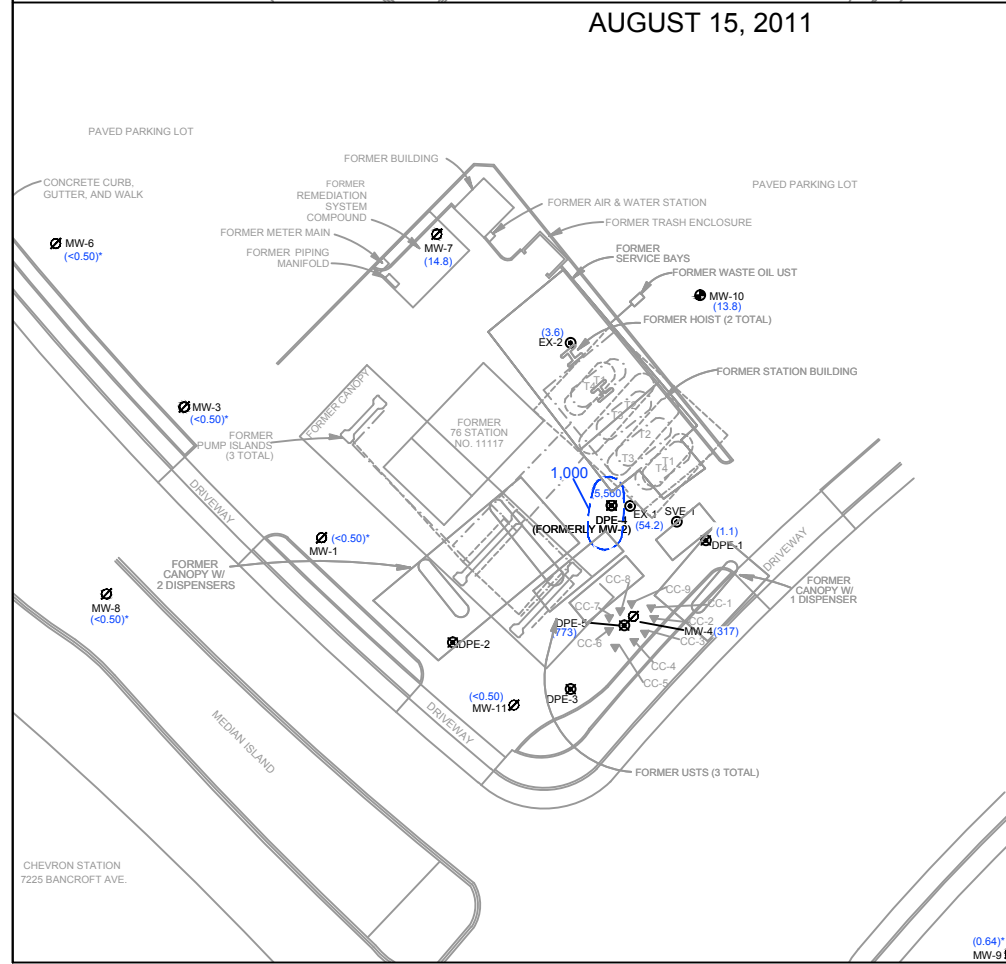 AUGUST 15, 2011
PAVED PARKING LOT
FORMER BUILDING
CONCRETE CURB,
GUTTER, AND WALK
FORMER
REMEDIATION
SYSTEM
COMPOUND
PAVED PARKING LOT
FORMER AIR & WATER STATION
FORMER TRASH ENCLOSURE
FORMER METER MAIN
MW-6
(<0.50)*
MW-7
(14.8)
FORMER PIPING
MANIFOLD
FORMER
SERVICE BAYS
FORMER WASTE OIL UST
MW-10
(13.8)
FORMER HOIST (2 TOTAL)
(3.6)
EX-2
FORMER STATION BUILDING
T1
T4
T2
T3
T2
T3
T1
T4
FORMER CANOPY
MW-3
(<0.50)*
FORMER
PUMP ISLANDS
(3 TOTAL)
FORMER
76 STATION
NO. 11117
1,000
(5,560)
DPE-4
(FORMERLY MW-2)
EX-1
(54.2)
SVE-1
(1.1)
DPE-1
DRIVEWAY
DRIVEWAY
(<0.50)*
MW-1
FORMER
CANOPY W/
2 DISPENSERS
FORMER
CANOPY W/
1 DISPENSER
MW-8
(<0.50)*
CC-8
CC-9
CC-7
CC-1
CC-2
DPE-5
773)
MW-4
(317)
CC-3
CC-6
CC-4
CC-5
DPE-2
DPE-3
(<0.50)
MW-11
DRIVEWAY
MEDIAN ISLAND
FORMER USTS (3 TOTAL)
CHEVRON STATION
7225 BANCROFT AVE.
(0.64)*
MW-9